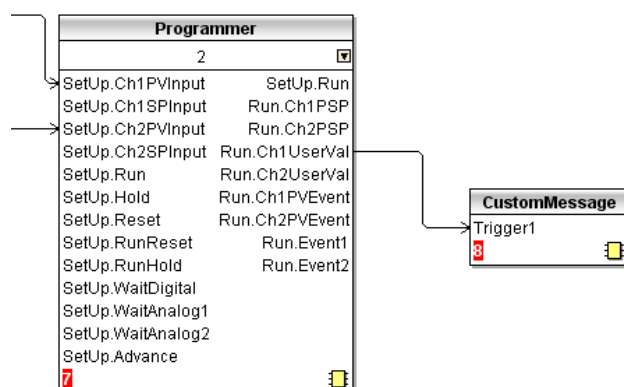 Programmer
2
SetUp.Ch1PVInput SetUp.Run
SetUp.Ch1SPInput Run.Ch1PSP
SetUp.Ch2PVInput Run.Ch2PSP
SetUp.Ch2SPInput Run.Ch1UserVal
SetUp.Run Run.Ch2UserVal
SetUp.Hold Run.Ch1PVEvent
SetUp.Reset Run.Ch2PVEvent
SetUp.RunReset Run.Event1
SetUp.RunHold Run.Event2
SetUp.WaitDigital
SetUp.WaitAnalog1
SetUp.WaitAnalog2
SetUp.Advance
7
CustomMessage
Trigger1
8